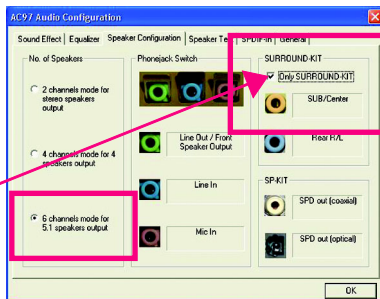 AC97 Audio Configuration
Sound Effect Equalizer Speaker Configuration Speaker Test SPDIF-In General
No. of Speakers
2 channels mode for
stereo speakers
output
4 channels mode for 4
speakers output
6 channels mode for
5.1 speakers output
Phonejack Switch
Line Out / Front
Speaker Output
Line In
Mic In
SURROUND-KIT
Only SURROUND-KIT
SUB/Center
Rear R/L
SP-KIT
SPD out (coaxial)
SPD out (optical)
OK